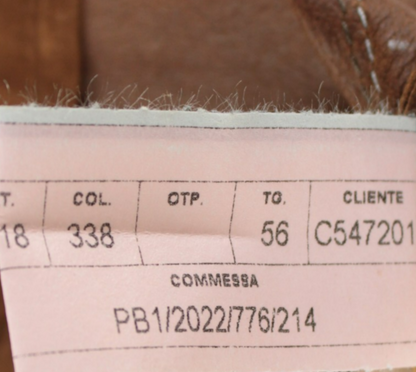 T. COL. OTP. TG. CLIENTE
18 338 56 C547201
COMMESSA
PB1/2022/776/214